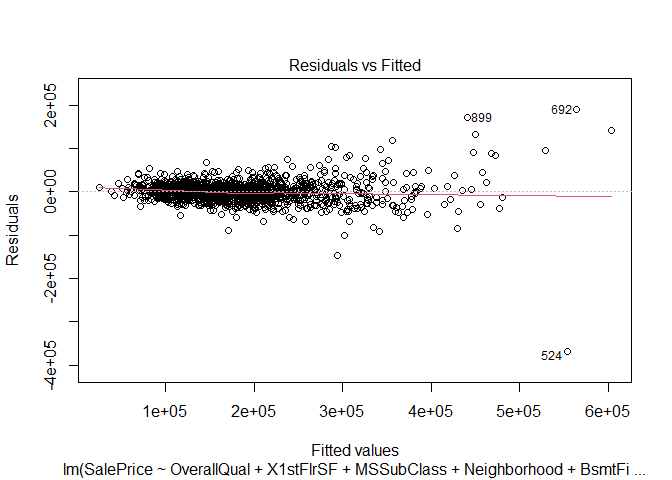 Residuals vs Fitted
Residuals
2e+05
0e+00
-2e+05
-4e+05
899
692
524
1e+05
2e+05
3e+05
4e+05
5e+05
6e+05
Fitted values
lm(SalePrice ~ OverallQual + X1stFlrSF + MSSubClass + Neighborhood + BsmtFi ...